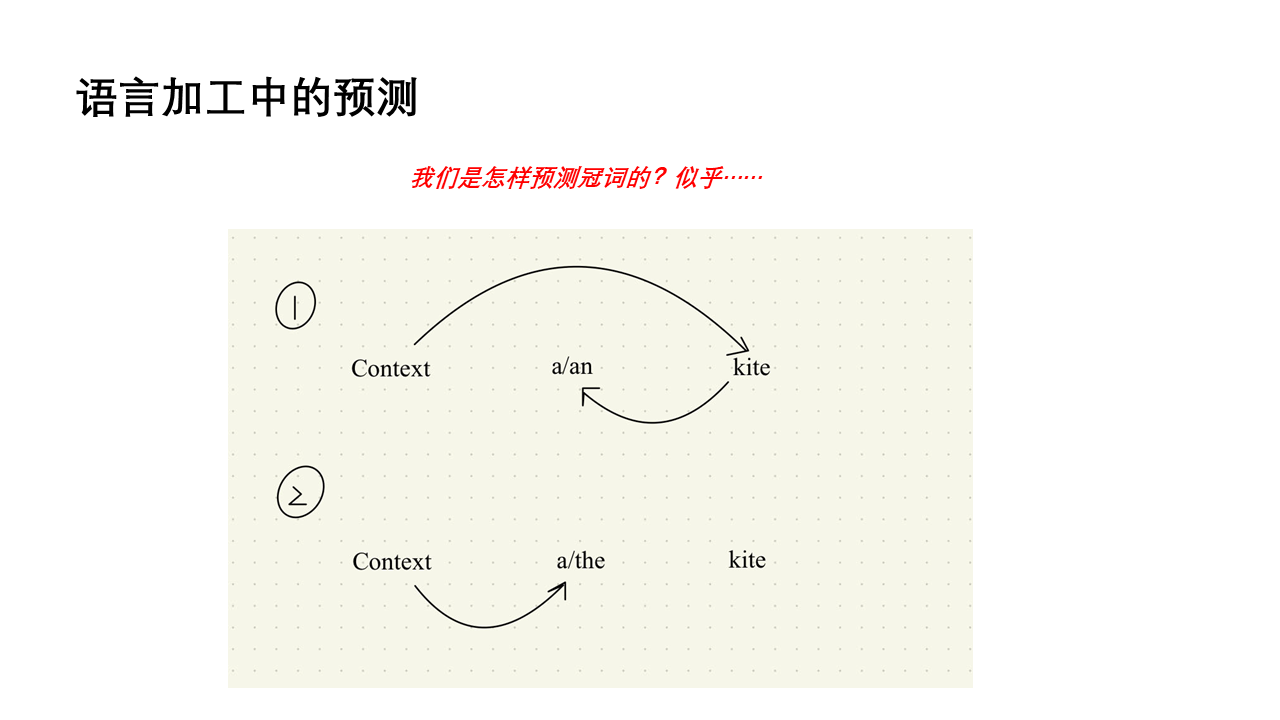 语言加工中的预测
我们是怎样预测冠词的？似乎……
1
Context a/an kite
2
Context a/the kite